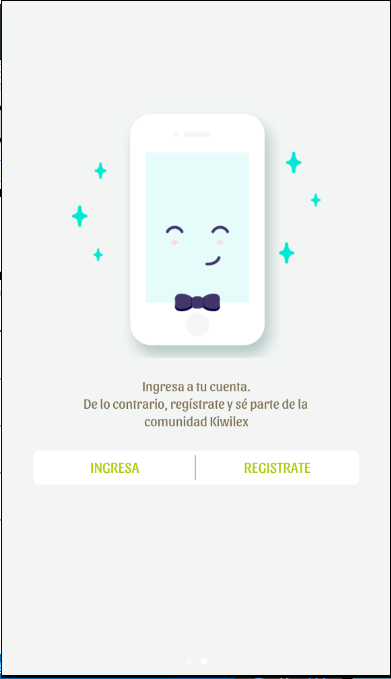 Ingresa a tu cuenta.
De lo contrario, regístrate y sé parte de la
comunidad Kiwilex
INGRESA
REGISTRATE